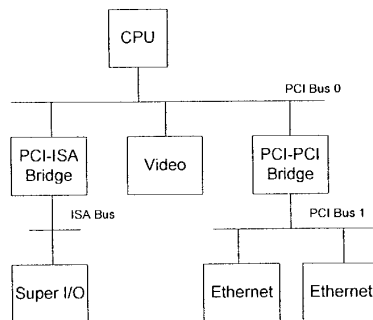 CPU
PCI Bus 0
PCI-ISA
Bridge
Video
PCI-PCI
Bridge
ISA Bus
PCI Bus 1
Super I/O
Ethernet
Ethernet